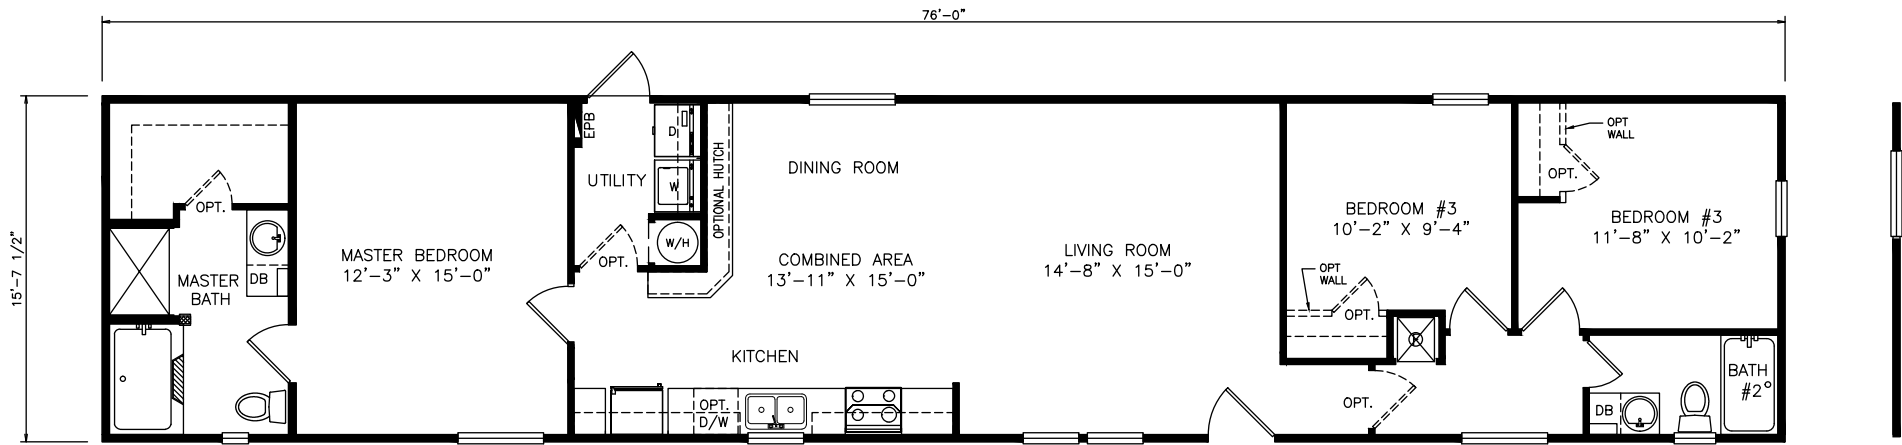 76'-0"
15'-7 1/2"
OPT.
DB
MASTER
BATH
MASTER BEDROOM
12'-3" X 15'-0"
EPB
D
UTILITY
W
W/H
OPT.
OPTIONAL HUTCH
DINING ROOM
COMBINED AREA
13'-11" X 15'-0"
KITCHEN
OPT.
D/W
LIVING ROOM
14'-8" X 15'-0"
BEDROOM #3
10'-2" X 9'-4"
OPT
WALL
OPT.
OPT.
OPT
WALL
OPT.
BEDROOM #3
11'-8" X 10'-2"
DB
BATH
#2